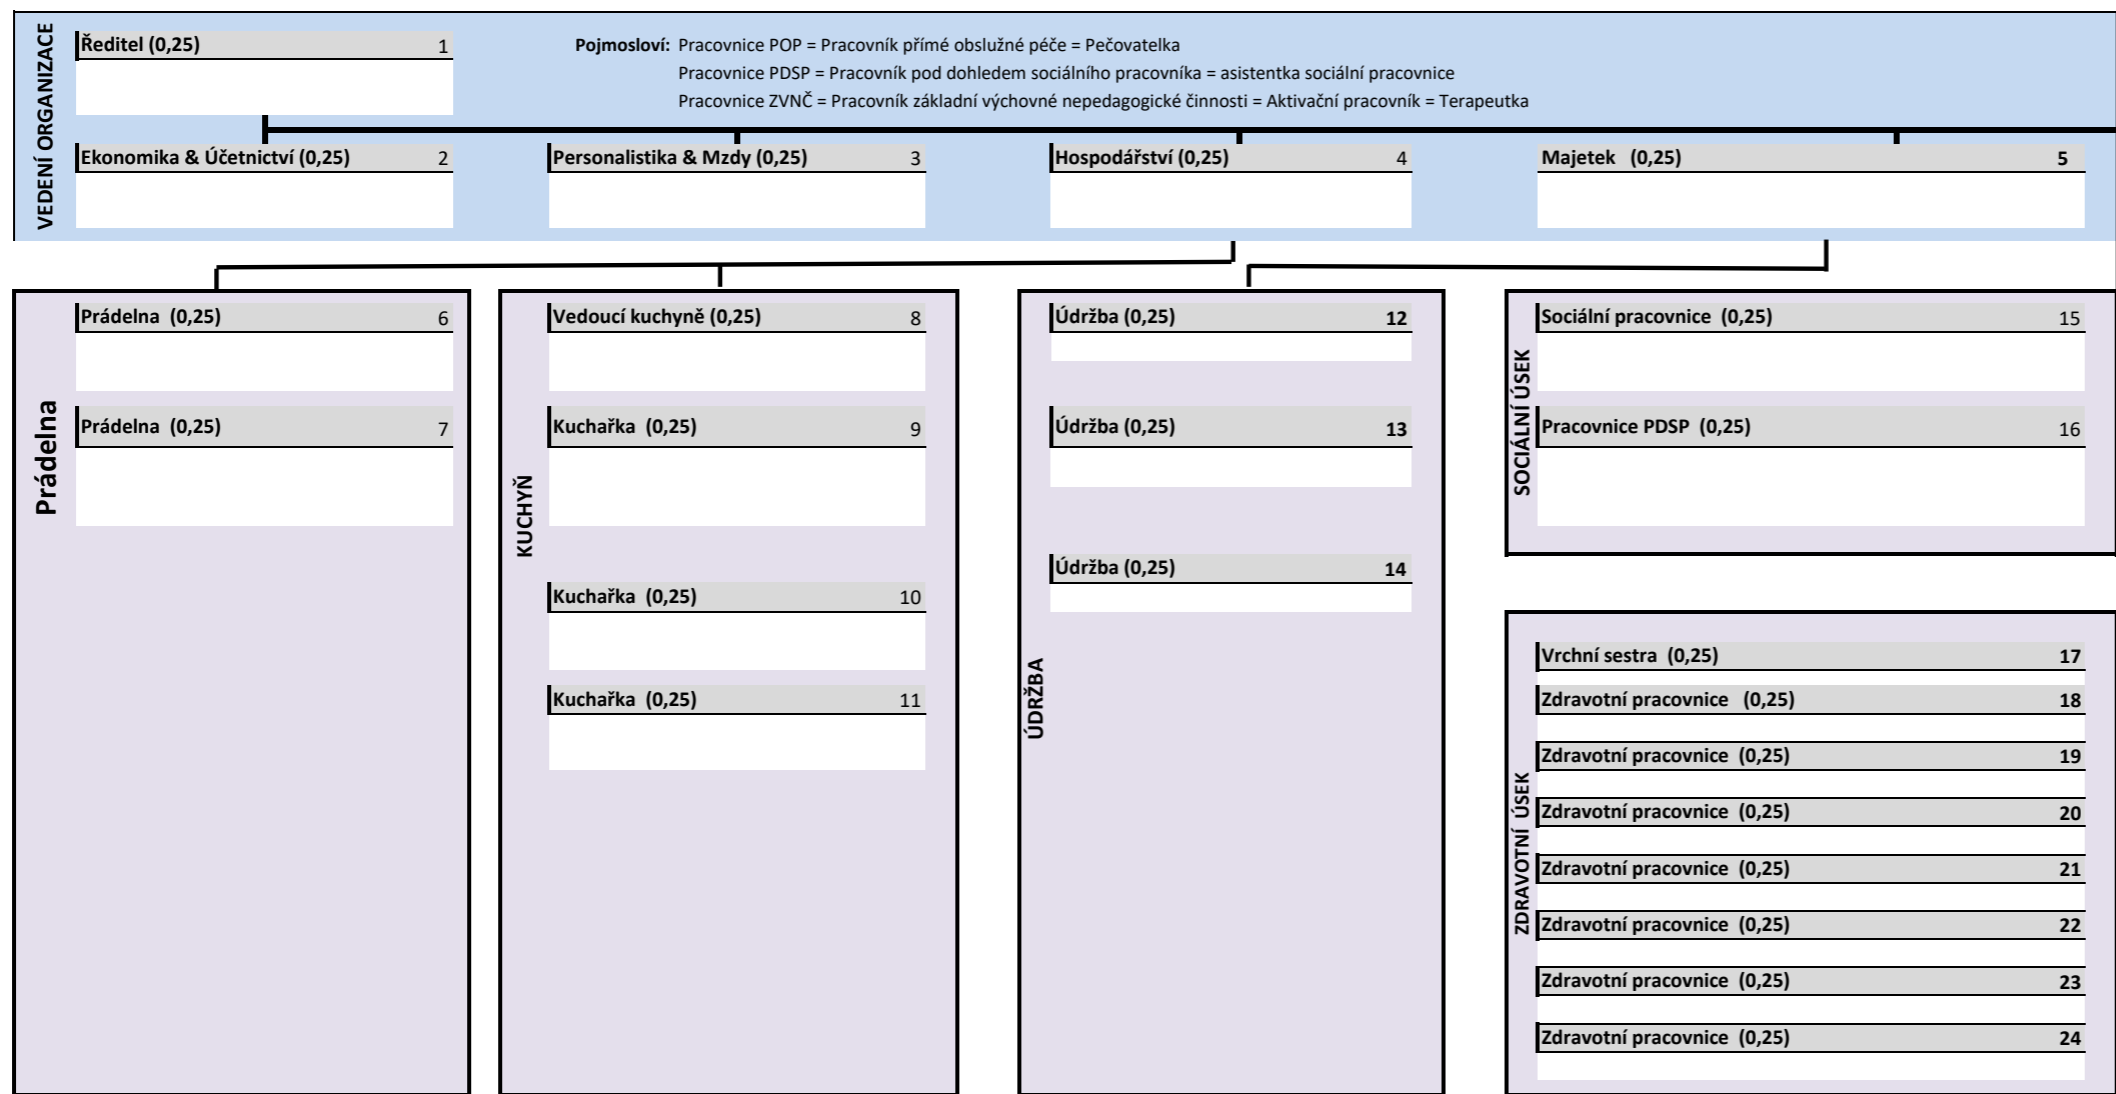 VEDENÍ ORGANIZACE
Ředitel (0,25) 1
Pojmosloví: Pracovnice POP = Pracovník přímé obslužné péče = Pečovatelka
Pracovnice PDSP = Pracovník pod dohledem sociálního pracovníka = asistentka sociální pracovnice
Pracovnice ZVNČ = Pracovník základní výchovné nepedagogické činnosti = Aktivační pracovník = Terapeutka
Ekonomika & Účetnictví (0,25) 2
Personalistika & Mzdy (0,25) 3
Hospodářství (0,25) 4
Majetek (0,25) 5
Prádelna
Prádelna (0,25) 6
Prádelna (0,25) 7
KUCHYŇ
Vedoucí kuchyně (0,25) 8
Kuchařka (0,25) 9
Kuchařka (0,25) 10
Kuchařka (0,25) 11
ÚDRŽBA
Údržba (0,25) 12
Údržba (0,25) 13
Údržba (0,25) 14
SOCIÁLNÍ ÚSEK
Sociální pracovnice (0,25) 15
Pracovnice PDSP (0,25) 16
ZDRAVOTNÍ ÚSEK
Vrchní sestra (0,25) 17
Zdravotní pracovnice (0,25) 18
Zdravotní pracovnice (0,25) 19
Zdravotní pracovnice (0,25) 20
Zdravotní pracovnice (0,25) 21
Zdravotní pracovnice (0,25) 22
Zdravotní pracovnice (0,25) 23
Zdravotní pracovnice (0,25) 24